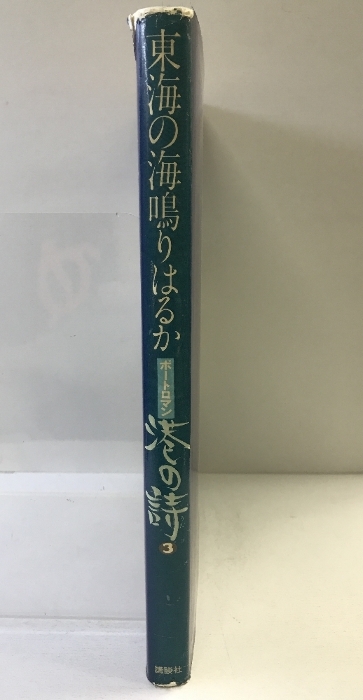 東海の海鳴りはるか
ポートロマン
港の詩
3
講談社